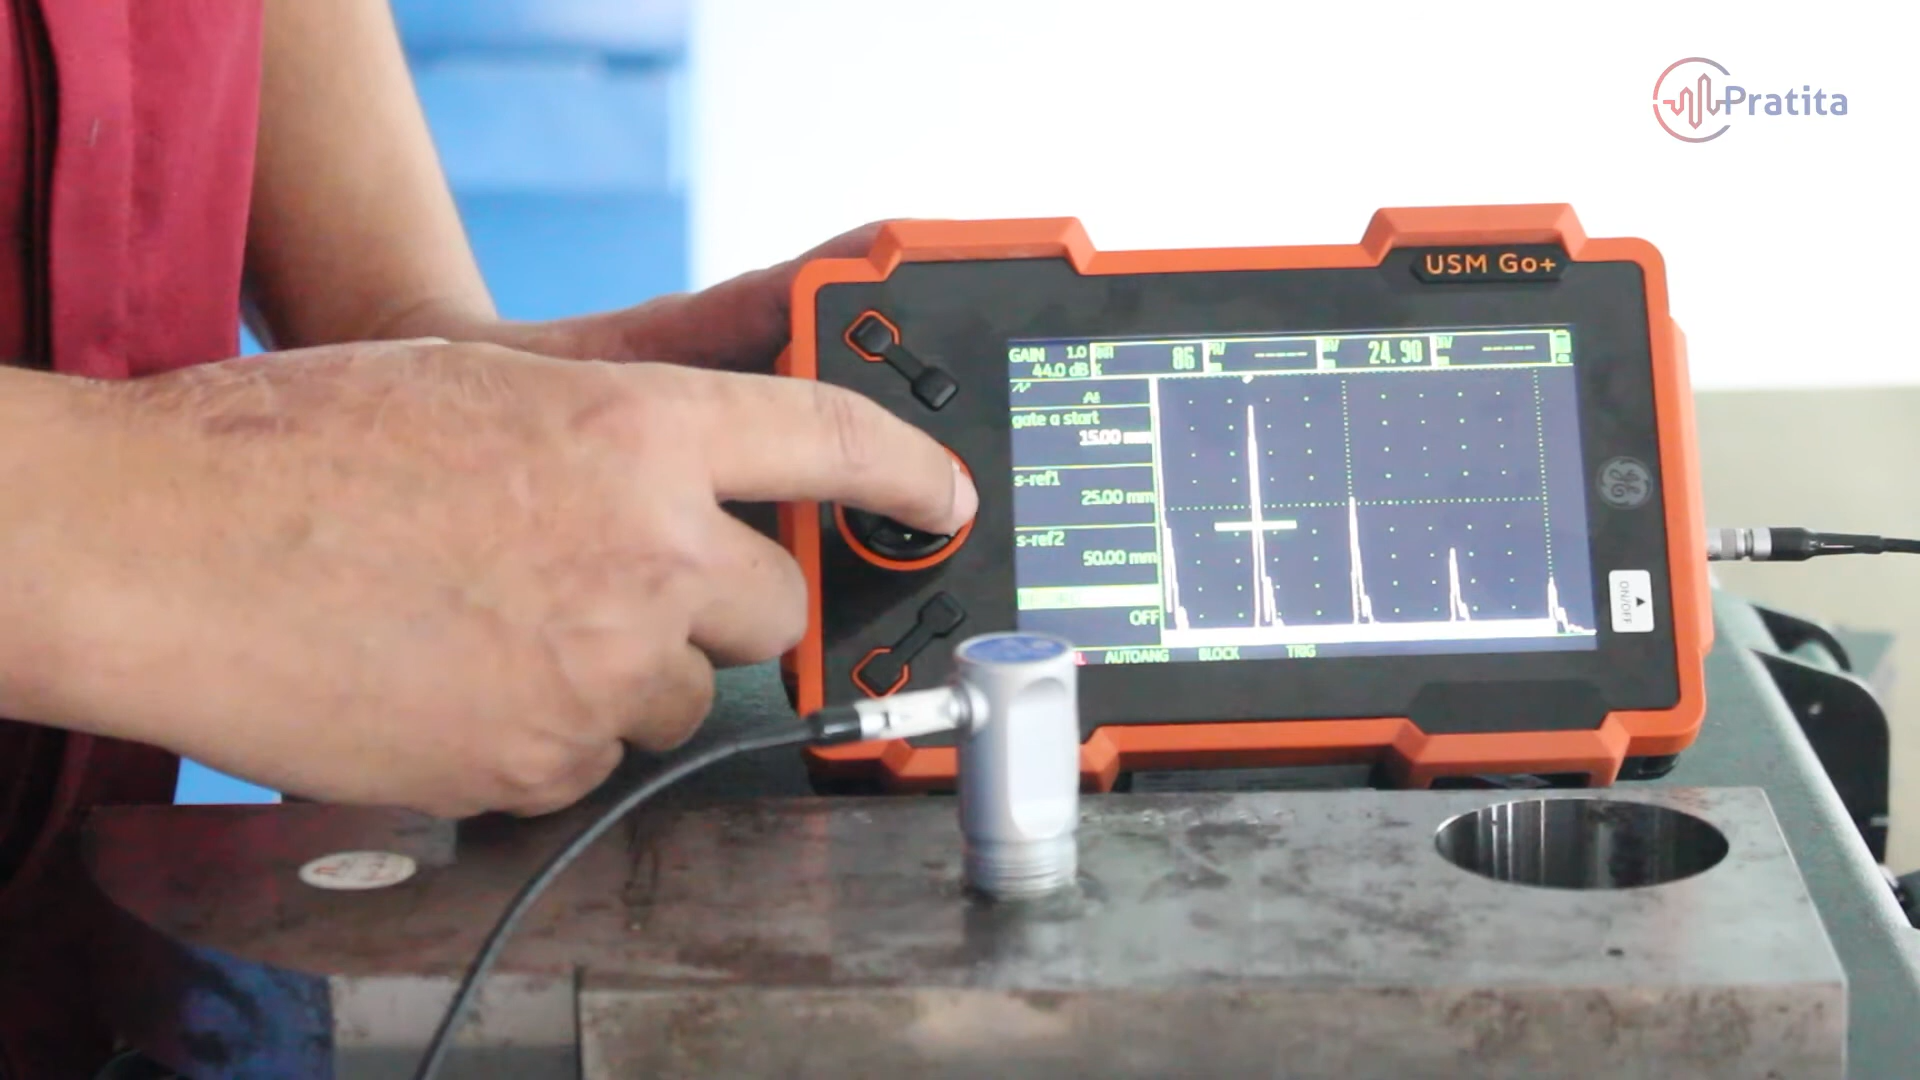 Pratita
USM Go+
GAIN 1.0
44.0 dB
86
24.90
gate a start
15.00 mm
s-ref1
25.00 mm
s-ref2
50.00 mm
OFF
AUTOANG BLOCK TRIG
ON/OFF